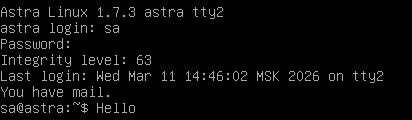 Astra Linux 1.7.3 astra tty2
astra login: sa
Password:
Integrity level: 63
Last login: Wed Mar 11 14:46:02 MSK 2026 on tty2
You have mail.
sa@astra:~$ Hello